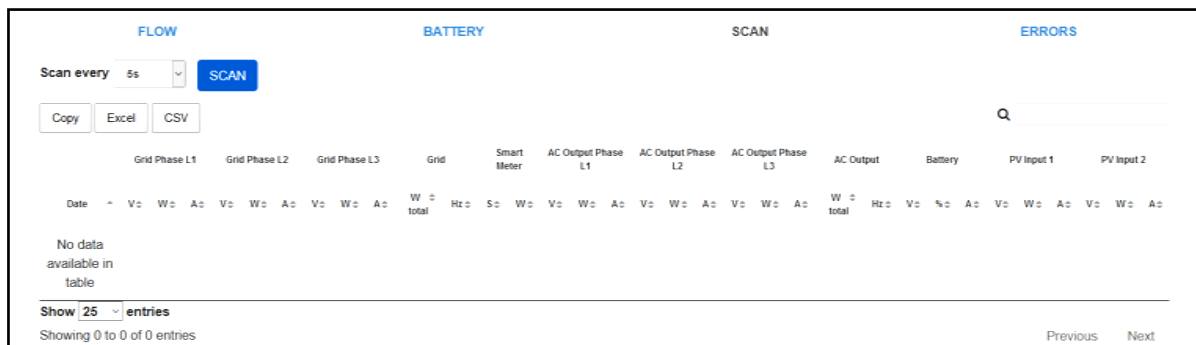 FLOW BATTERY SCAN ERRORS
Scan every 5s SCAN
Copy Excel CSV
Grid Phase L1 Grid Phase L2 Grid Phase L3 Grid Smart Meter AC Output Phase L1 AC Output Phase L2 AC Output Phase L3 AC Output Battery PV Input 1 PV Input 2
Date V W A V W A V W A W total Hz S W V W A V W A V W A W total Hz V % A V W A V W A
No data
available in
table
Show 25 entries
Showing 0 to 0 of 0 entries Previous Next